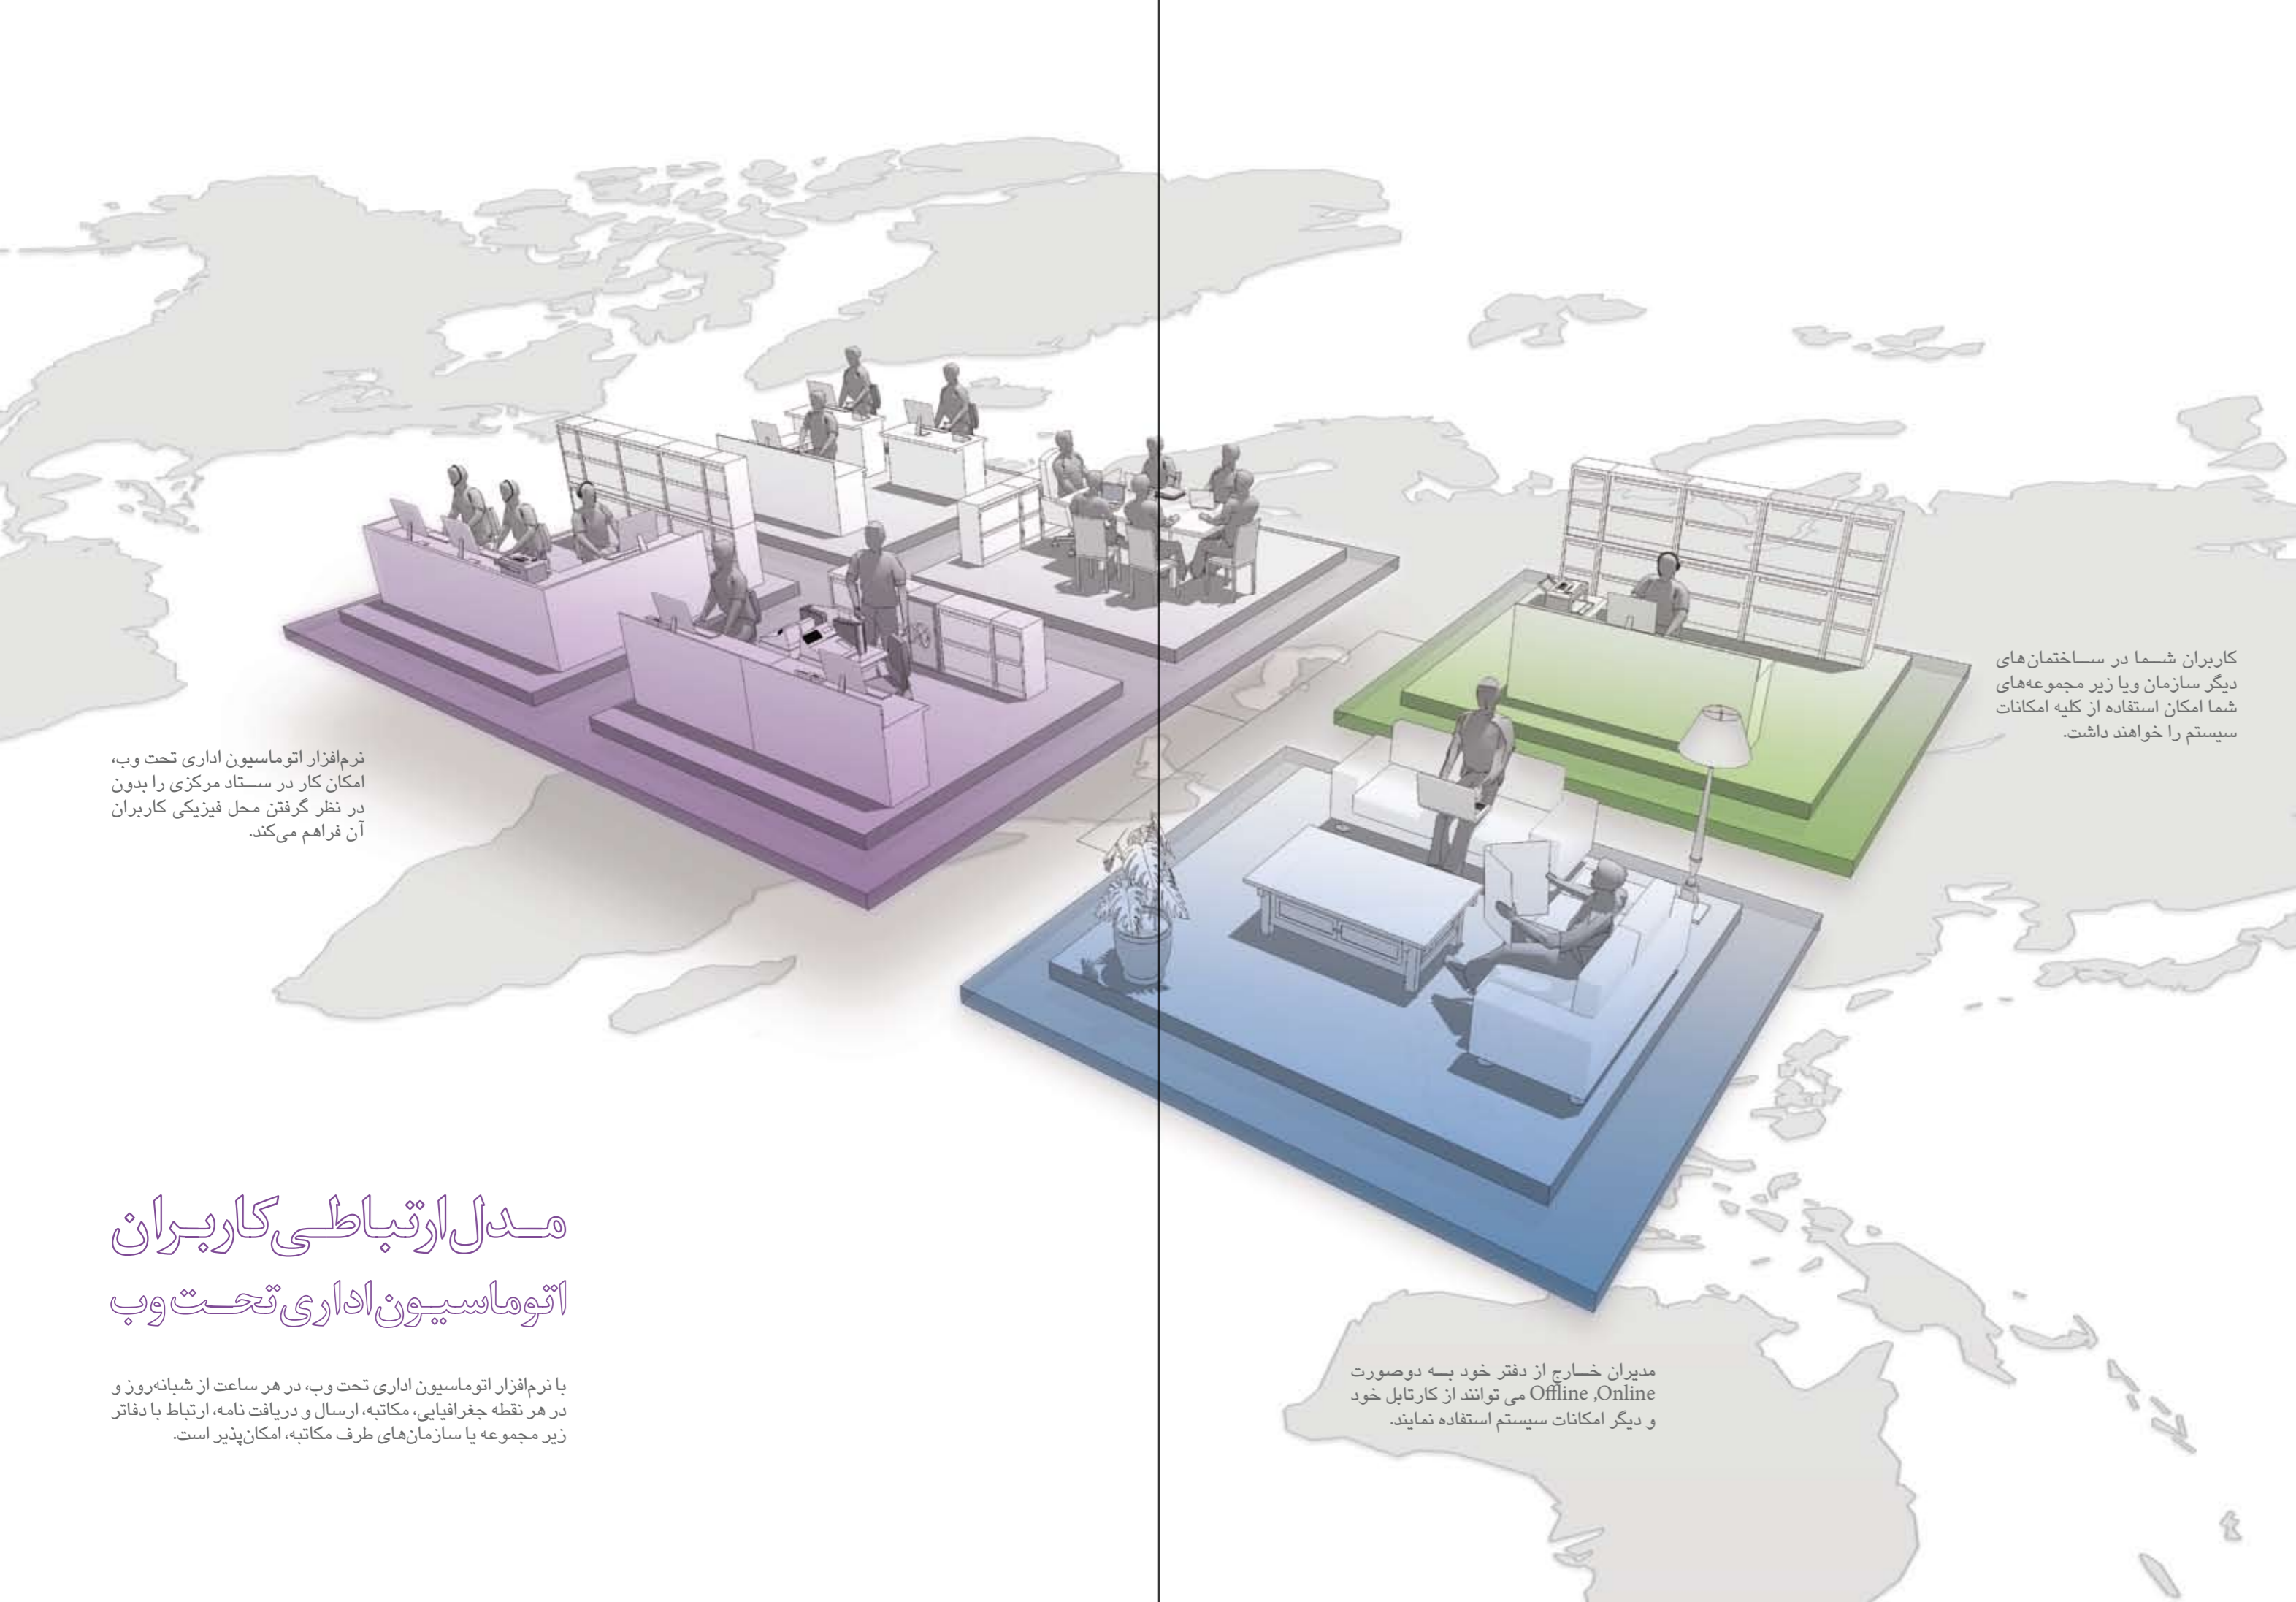 کاربران شما در ساختمان‌های
دیگر سازمان ویا زیر مجموعه‌های
شما امکان استفاده از کلیه امکانات
سیستم را خواهند داشت.
نرم‌افزار اتوماسیون اداری تحت وب،
امکان کار در ستاد مرکزی را بدون
در نظر گرفتن محل فیزیکی کاربران
آن فراهم می‌کند.
مدل ارتباطی کاربران
اتوماسیون اداری تحت وب
با نرم‌افزار اتوماسیون اداری تحت وب، در هر ساعت از شبانه‌روز و
در هر نقطه جغرافیایی، مکاتبه، ارسال و دریافت نامه، ارتباط با دفاتر
زیر مجموعه یا سازمان‌های طرف مکاتبه، امکان‌پذیر است.
مدیران خارج از دفتر خود به دوصورت
Offline ,Online می توانند از کارتابل خود
و دیگر امکانات سیستم استفاده نمایند.